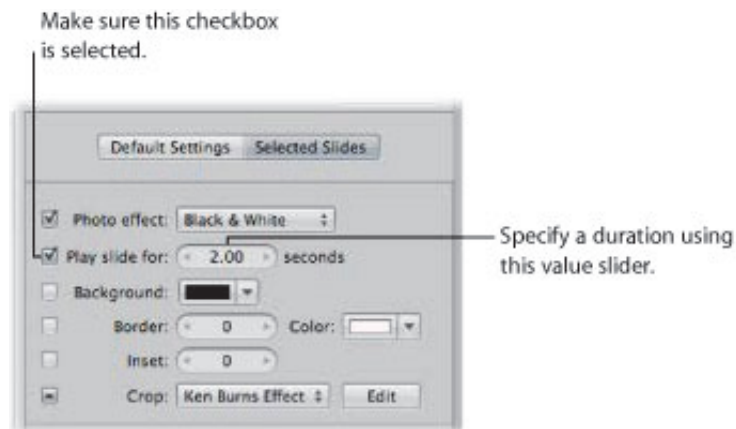 Make sure this checkbox
is selected.
Default Settings Selected Slides
Photo effect: Black & White
Play slide for: 2.00 seconds
Specify a duration using
this value slider.
Background:
Border: 0 Color:
Inset: 0
Crop: Ken Burns Effect Edit